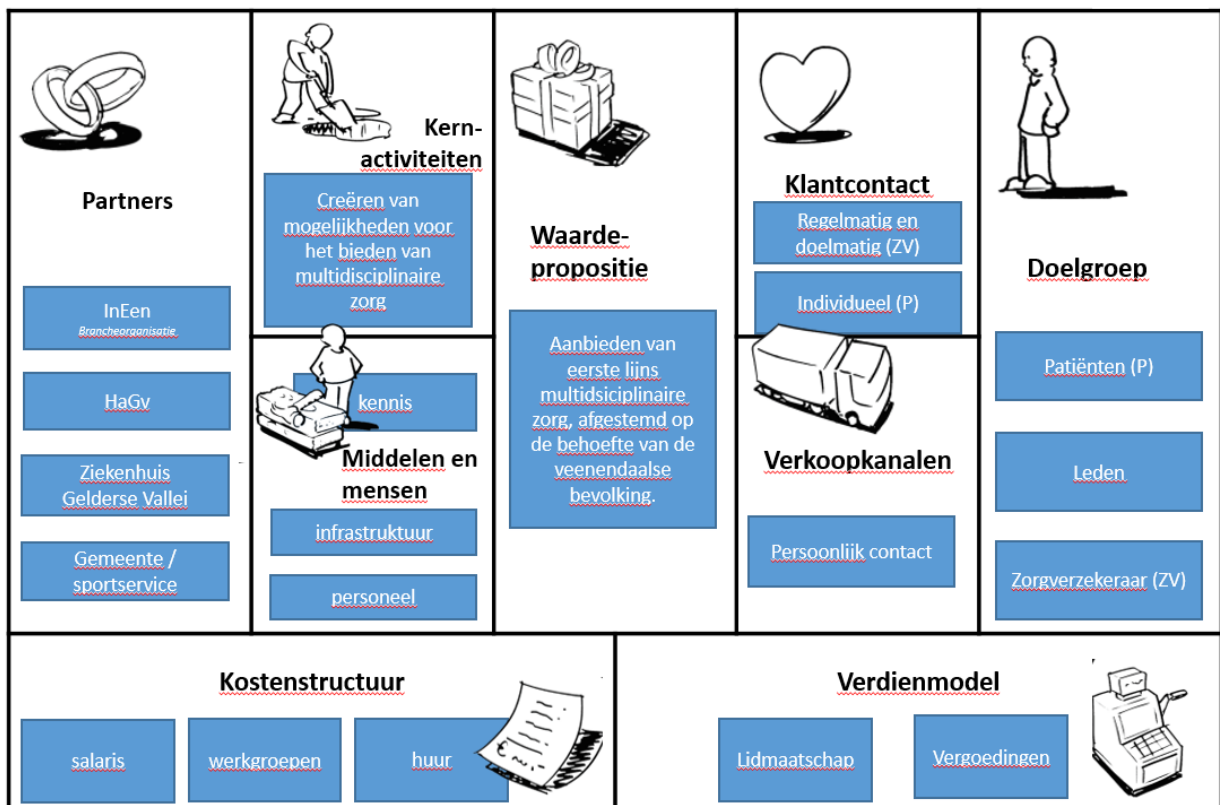 Partners
InEen
Brancheorganisatie
HaGv
Ziekenhuis
Gelderse Vallei
Gemeente /
sportservice
Kern-
activiteiten
Creëren van
mogelijkheden voor
het bieden van
multidisciplinaire
zorg
kennis
Middelen en
mensen
infrastruktuur
personeel
Waarde-
propositie
Aanbieden van
eerste lijns
multidsiciplinaire
zorg, afgestemd op
de behoefte van de
veenendaalse
bevolking.
Klantcontact
Regelmatig en
doelmatig (ZV)
Individueel (P)
Verkoopkanalen
Persoonlijk contact
Doelgroep
Patiënten (P)
Leden
Zorgverzekeraar (ZV)
Kostenstructuur
salaris
werkgroepen
huur
Verdienmodel
Lidmaatschap
Vergoedingen